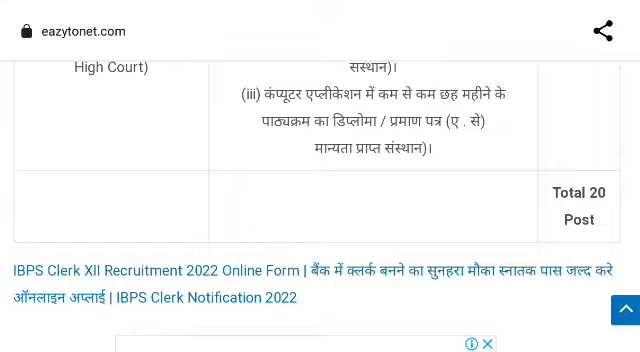 eazytonet.com
High Court)
संस्थान)।
(iii) कंप्यूटर एप्लीकेशन में कम से कम छह महीने के
पाठ्यक्रम का डिप्लोमा / प्रमाण पत्र (ए . से)
मान्यता प्राप्त संस्थान)।
Total 20
Post
IBPS Clerk XII Recruitment 2022 Online Form | बैंक में क्लर्क बनने का सुनहरा मौका स्नातक पास जल्द करे
ऑनलाइन अप्लाई | IBPS Clerk Notification 2022